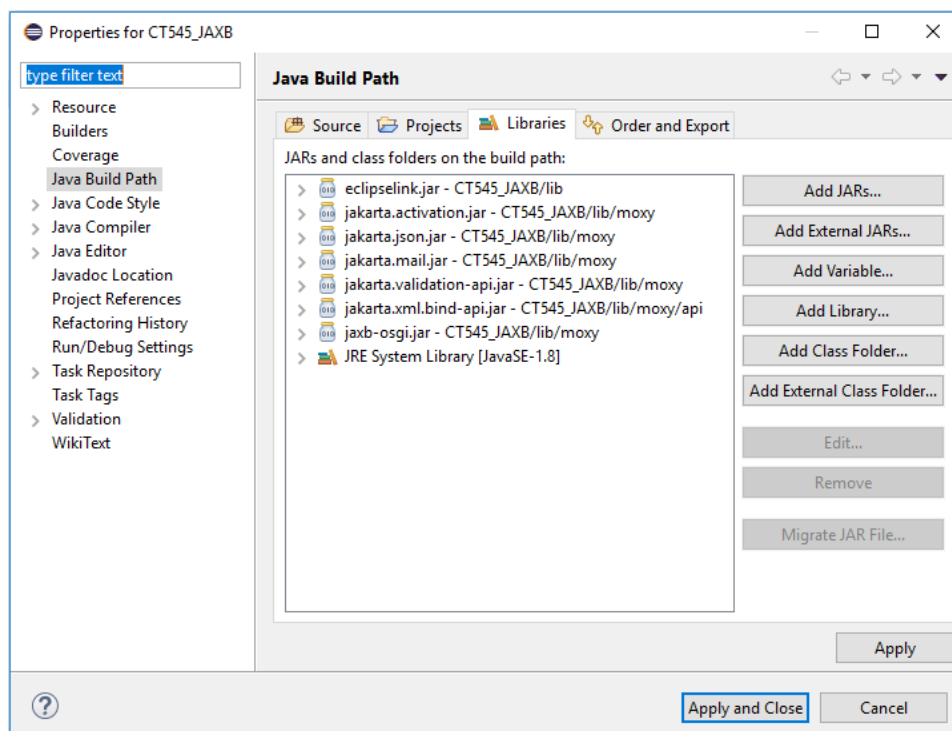 Properties for CT545_JAXB
type filter text
Resource
Builders
Coverage
Java Build Path
Java Code Style
Java Compiler
Java Editor
Javadoc Location
Project References
Refactoring History
Run/Debug Settings
Task Repository
Task Tags
Validation
WikiText
Java Build Path
Source
Projects
Libraries
Order and Export
JARs and class folders on the build path:
eclipselink.jar - CT545_JAXB/lib
jakarta.activation.jar - CT545_JAXB/lib/moxy
jakarta.json.jar - CT545_JAXB/lib/moxy
jakarta.mail.jar - CT545_JAXB/lib/moxy
jakarta.validation-api.jar - CT545_JAXB/lib/moxy
jakarta.xml.bind-api.jar - CT545_JAXB/lib/moxy/api
jaxb-osgi.jar - CT545_JAXB/lib/moxy
JRE System Library [JavaSE-1.8]
Add JARs...
Add External JARs...
Add Variable...
Add Library...
Add Class Folder...
Add External Class Folder...
Edit...
Remove
Migrate JAR File...
Apply
?
Apply and Close
Cancel